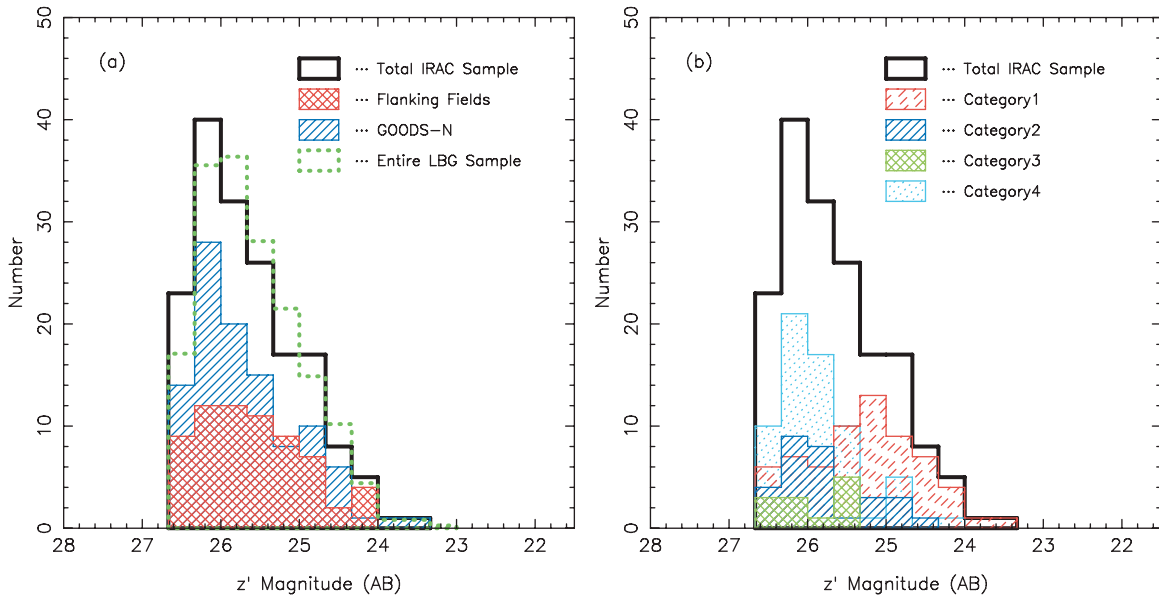 50
40
30
20
10
0
Number
(a)
... Total IRAC Sample
... Flanking Fields
... GOODS-N
... Entire LBG Sample
28 27 26 25 24 23 22
z' Magnitude (AB)
50
40
30
20
10
0
Number
(b)
... Total IRAC Sample
... Category1
... Category2
... Category3
... Category4
28 27 26 25 24 23 22
z' Magnitude (AB)